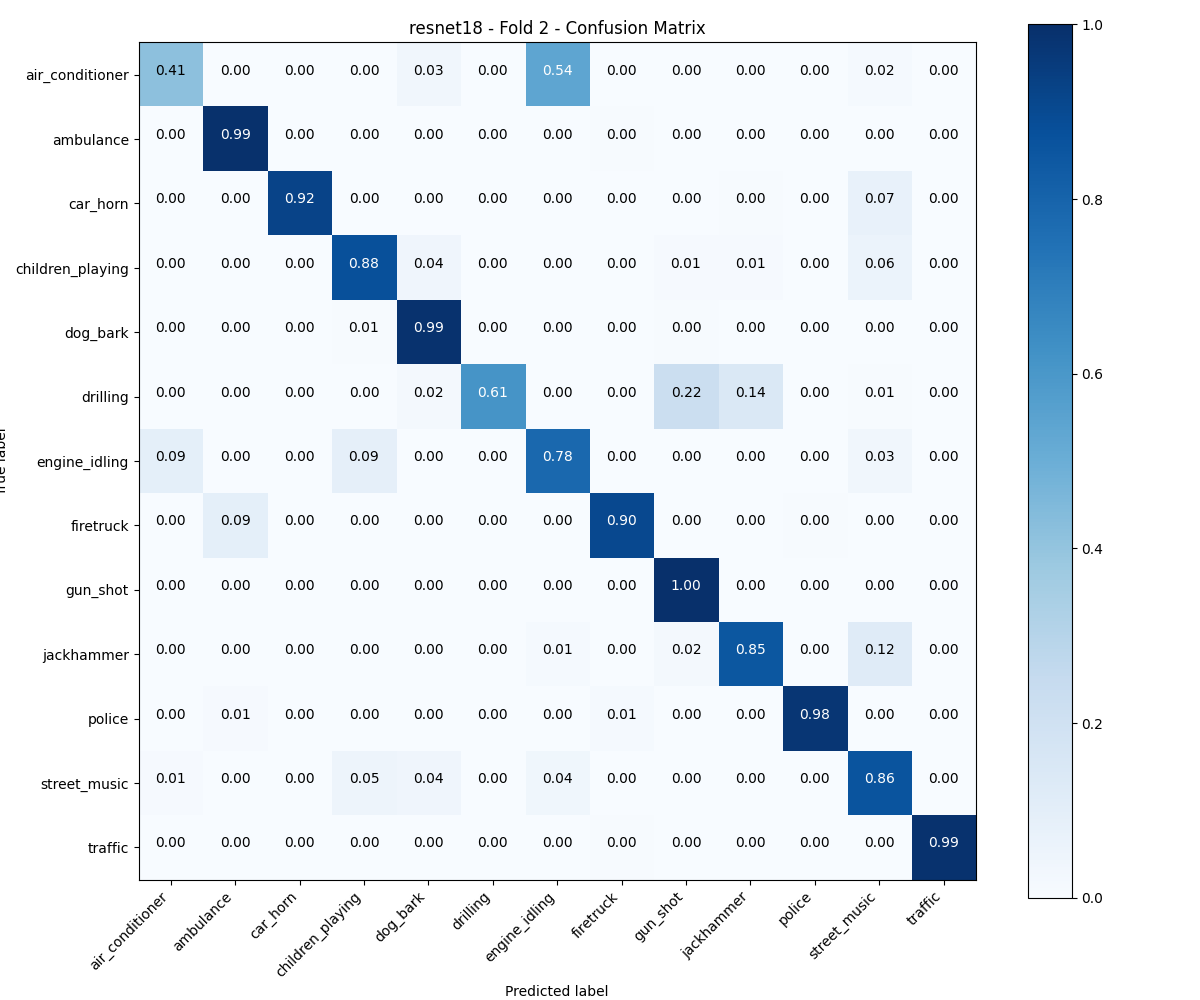 resnet18 - Fold 2 - Confusion Matrix
air_conditioner 0.41 0.00 0.00 0.00 0.03 0.00 0.54 0.00 0.00 0.00 0.00 0.02 0.00
ambulance 0.00 0.99 0.00 0.00 0.00 0.00 0.00 0.00 0.00 0.00 0.00 0.00 0.00
car_horn 0.00 0.00 0.92 0.00 0.00 0.00 0.00 0.00 0.00 0.00 0.00 0.07 0.00
children_playing 0.00 0.00 0.00 0.88 0.04 0.00 0.00 0.00 0.01 0.01 0.00 0.06 0.00
dog_bark 0.00 0.00 0.00 0.01 0.99 0.00 0.00 0.00 0.00 0.00 0.00 0.00 0.00
drilling 0.00 0.00 0.00 0.00 0.02 0.61 0.00 0.00 0.22 0.14 0.00 0.01 0.00
engine_idling 0.09 0.00 0.00 0.09 0.00 0.00 0.78 0.00 0.00 0.00 0.00 0.03 0.00
firetruck 0.00 0.09 0.00 0.00 0.00 0.00 0.00 0.90 0.00 0.00 0.00 0.00 0.00
gun_shot 0.00 0.00 0.00 0.00 0.00 0.00 0.00 0.00 1.00 0.00 0.00 0.00 0.00
jackhammer 0.00 0.00 0.00 0.00 0.00 0.00 0.01 0.00 0.02 0.85 0.00 0.12 0.00
police 0.00 0.01 0.00 0.00 0.00 0.00 0.00 0.01 0.00 0.00 0.98 0.00 0.00
street_music 0.01 0.00 0.00 0.05 0.04 0.00 0.04 0.00 0.00 0.00 0.00 0.86 0.00
traffic 0.00 0.00 0.00 0.00 0.00 0.00 0.00 0.00 0.00 0.00 0.00 0.00 0.99
air_conditioner
ambulance
car_horn
children_playing
dog_bark
drilling
engine_idling
firetruck
gun_shot
jackhammer
police
street_music
traffic
Predicted label
1.0
0.8
0.6
0.4
0.2
0.0